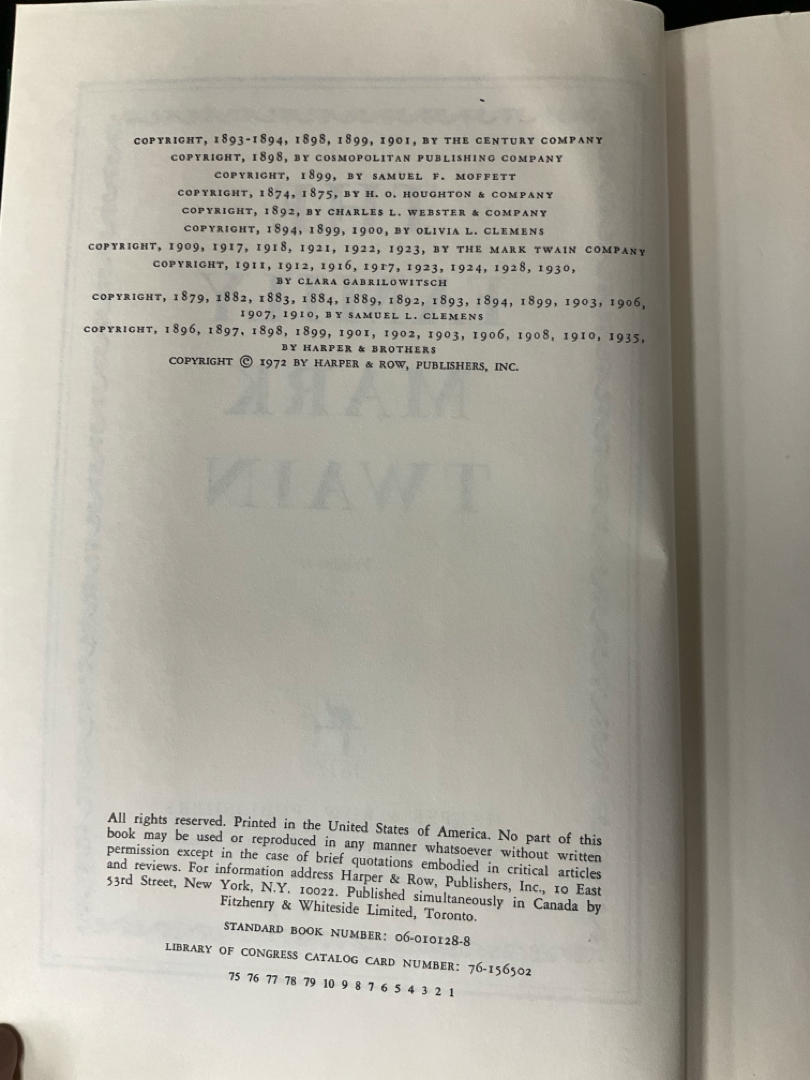 COPYRIGHT, 1893-1894, 1898, 1899, 1901, BY THE CENTURY COMPANY
COPYRIGHT, 1898, BY COSMOPOLITAN PUBLISHING COMPANY
COPYRIGHT, 1899, BY SAMUEL F. MOFFETT
COPYRIGHT, 1874, 1875, BY H. O. HOUGHTON & COMPANY
COPYRIGHT, 1892, BY CHARLES L. WEBSTER & COMPANY
COPYRIGHT, 1894, 1899, 1900, BY OLIVIA L. CLEMENS
COPYRIGHT, 1909, 1917, 1918, 1921, 1922, 1923, BY THE MARK TWAIN COMPANY
COPYRIGHT, 1911, 1912, 1916, 1917, 1923, 1924, 1928, 1930,
BY CLARA GABRILOWITSCH
COPYRIGHT, 1879, 1882, 1883, 1884, 1889, 1892, 1893, 1894, 1899, 1903, 1906,
1907, 1910, BY SAMUEL L. CLEMENS
COPYRIGHT, 1896, 1897, 1898, 1899, 1901, 1902, 1903, 1906, 1908, 1910, 1935,
BY HARPER & BROTHERS
COPYRIGHT © 1972 BY HARPER & ROW, PUBLISHERS, INC.
MARK
TWAIN
All rights reserved. Printed in the United States of America. No part of this
book may be used or reproduced in any manner whatsoever without written
permission except in the case of brief quotations embodied in critical articles
and reviews. For information address Harper & Row, Publishers, Inc., 10 East
53rd Street, New York, N.Y. 10022. Published simultaneously in Canada by
Fitzhenry & Whiteside Limited, Toronto.
STANDARD BOOK NUMBER: 06-010128-8
LIBRARY OF CONGRESS CATALOG CARD NUMBER: 76-156502
75 76 77 78 79 10 9 8 7 6 5 4 3 2 1